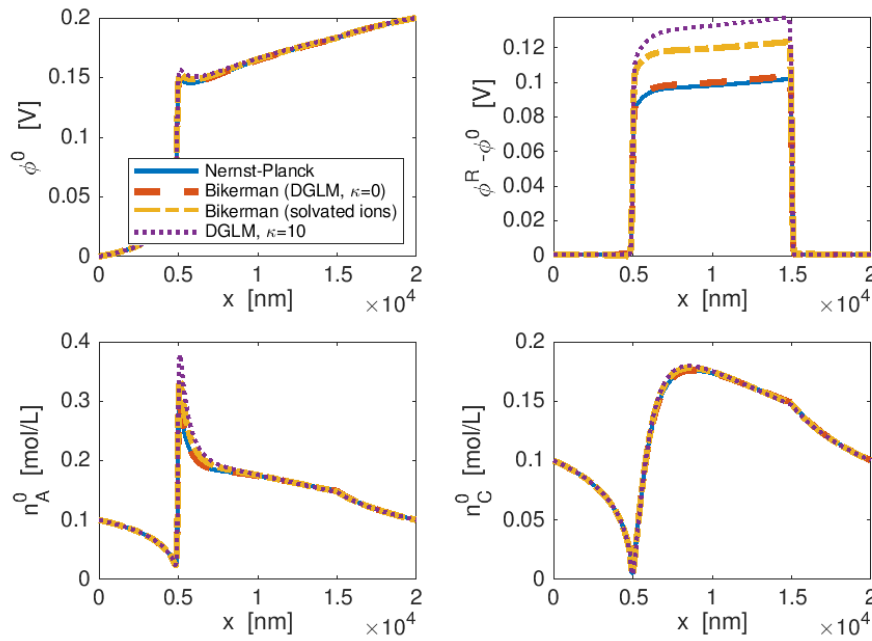 0.2
0.15
0.1
0.05
0
φ⁰ [V]
Nernst-Planck
Bikerman (DGLM, κ=0)
Bikerman (solvated ions)
DGLM, κ=10
0 0.5 1 1.5 2
x [nm]
×10⁴
0.12
0.1
0.08
0.06
0.04
0.02
0
φᴿ -φ⁰ [V]
0 0.5 1 1.5 2
x [nm]
×10⁴
0.4
0.3
0.2
0.1
0
n_A⁰ [mol/L]
0 0.5 1 1.5 2
x [nm]
×10⁴
0.2
0.15
0.1
0.05
0
n_C⁰ [mol/L]
0 0.5 1 1.5 2
x [nm]
×10⁴